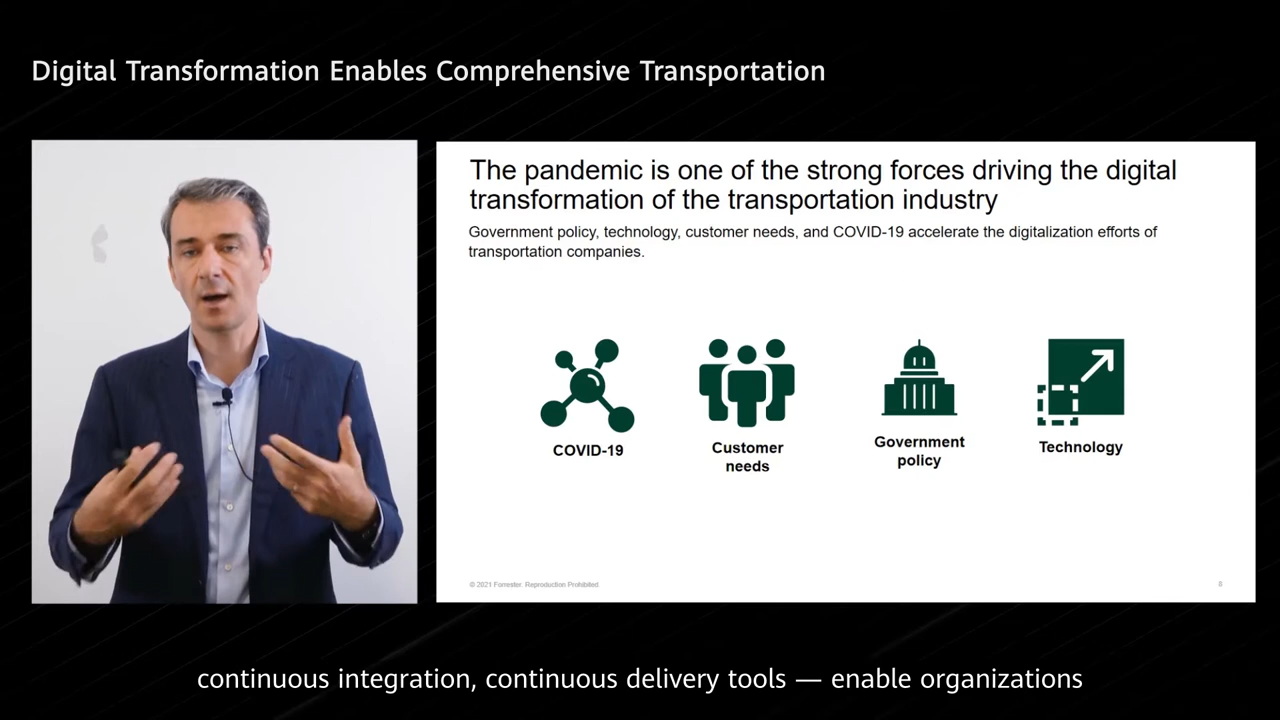 Digital Transformation Enables Comprehensive Transportation
The pandemic is one of the strong forces driving the digital
transformation of the transportation industry
Government policy, technology, customer needs, and COVID-19 accelerate the digitalization efforts of
transportation companies.
COVID-19
Customer
needs
Government
policy
Technology
© 2021 Forrester. Reproduction Prohibited.
8
continuous integration, continuous delivery tools — enable organizations